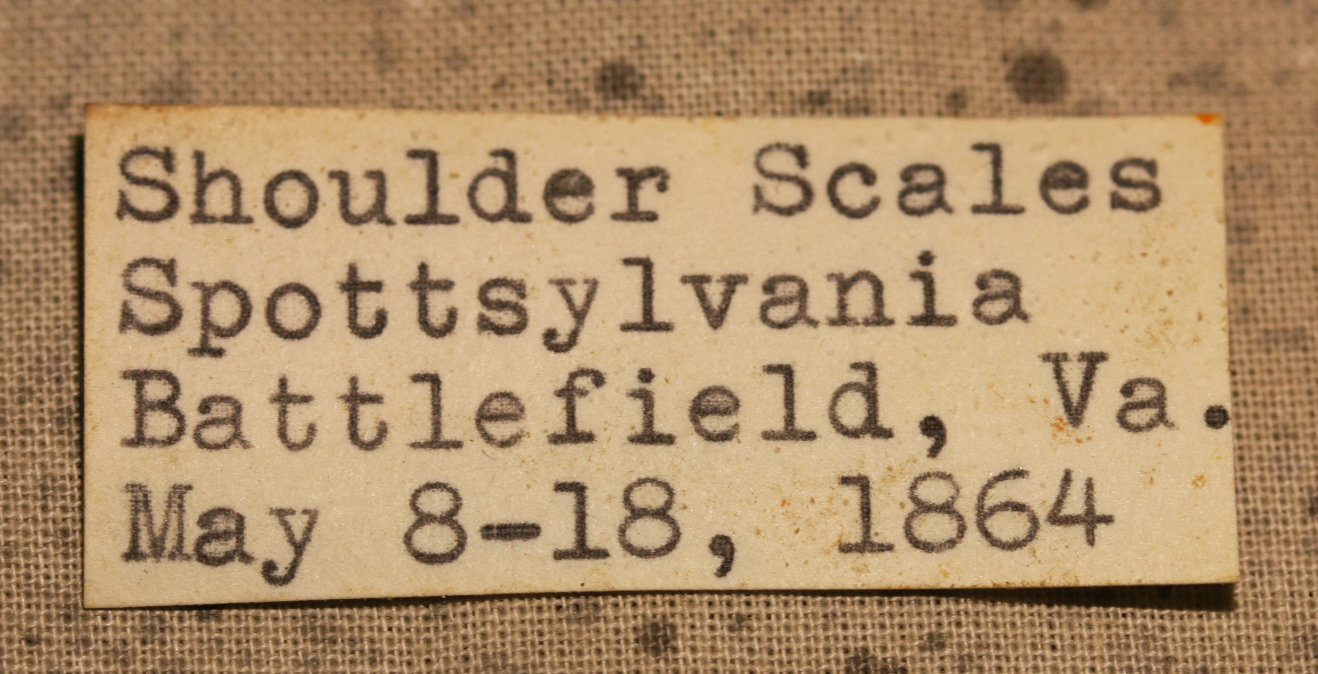 Shoulder Scales
Spottsylvania
Battlefield, Va.
May 8-18, 1864